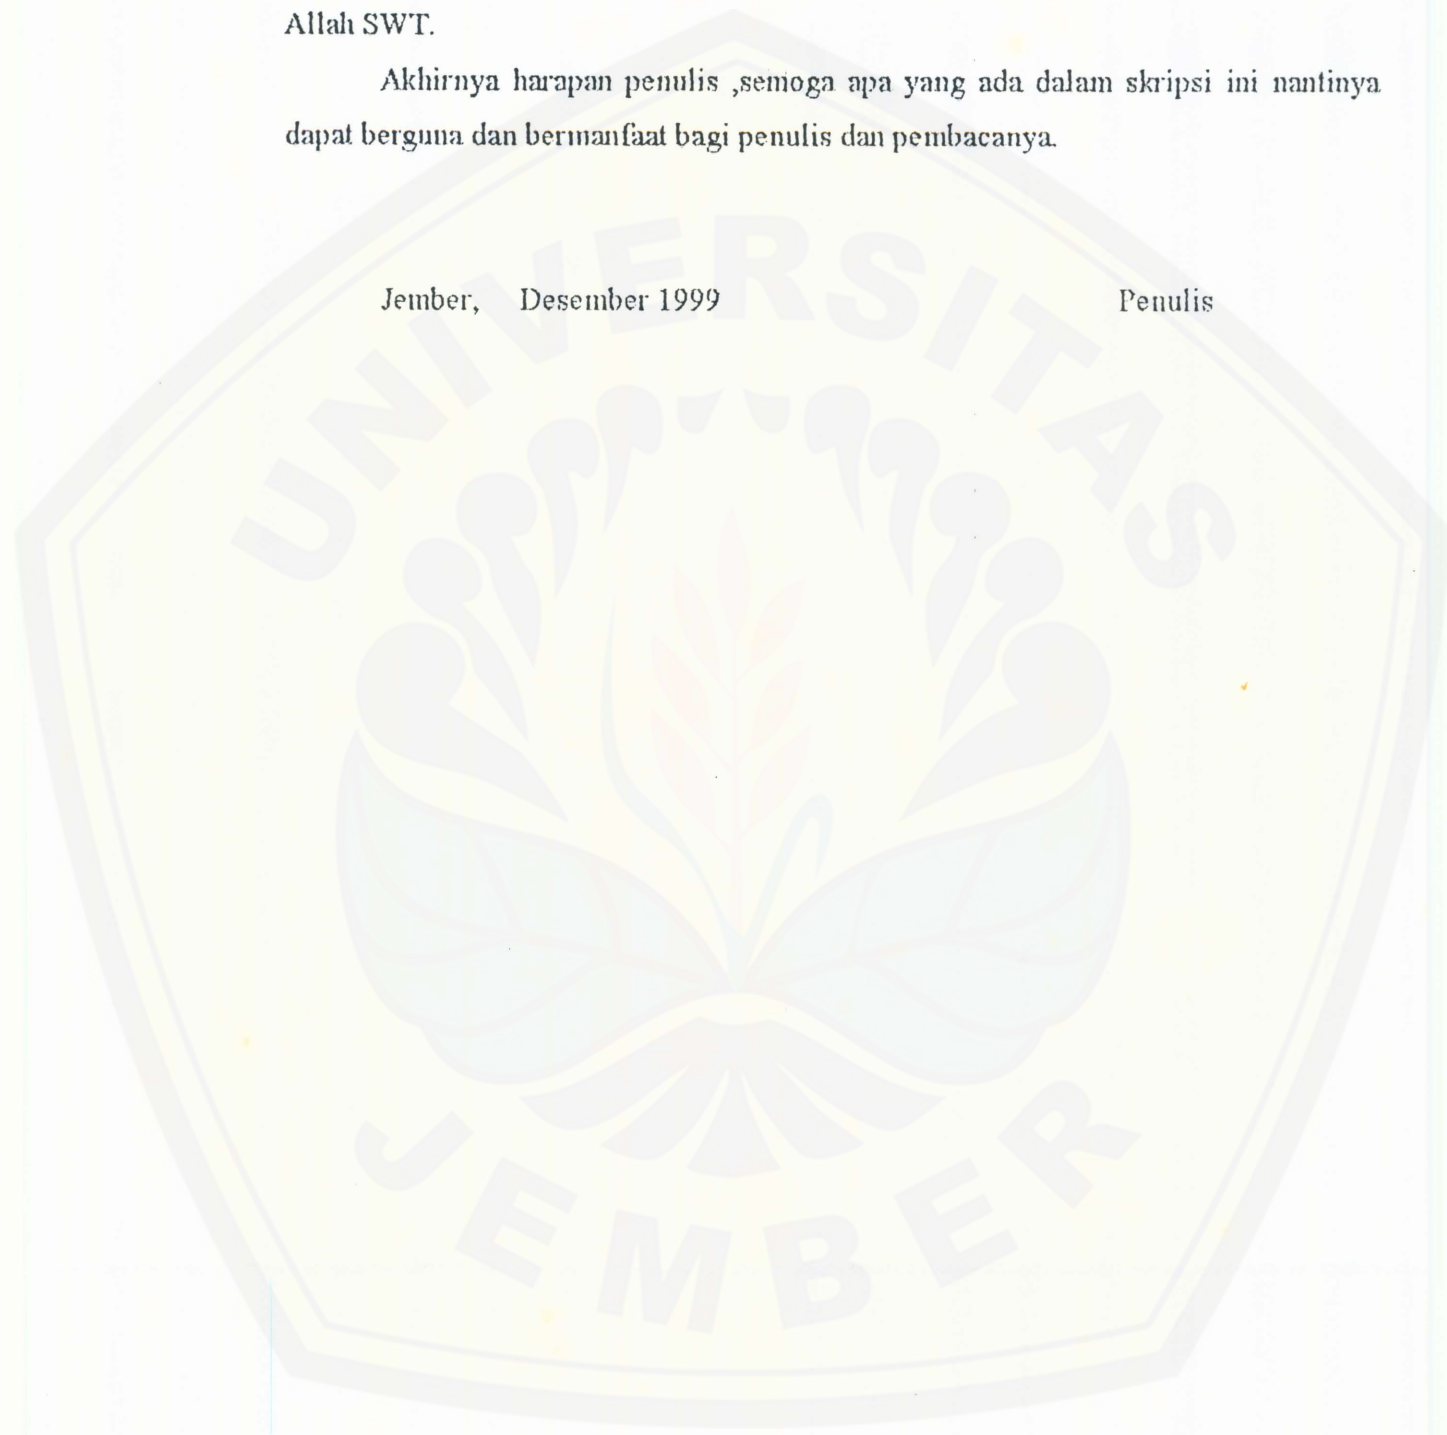 Allah SWT.
Akhirnya harapan penulis ,semoga apa yang ada dalam skripsi ini nantinya
dapat berguna dan bermanfaat bagi penulis dan pembacanya.
Jember, Desember 1999 Penulis
UNIVERSITAS
JEMBER